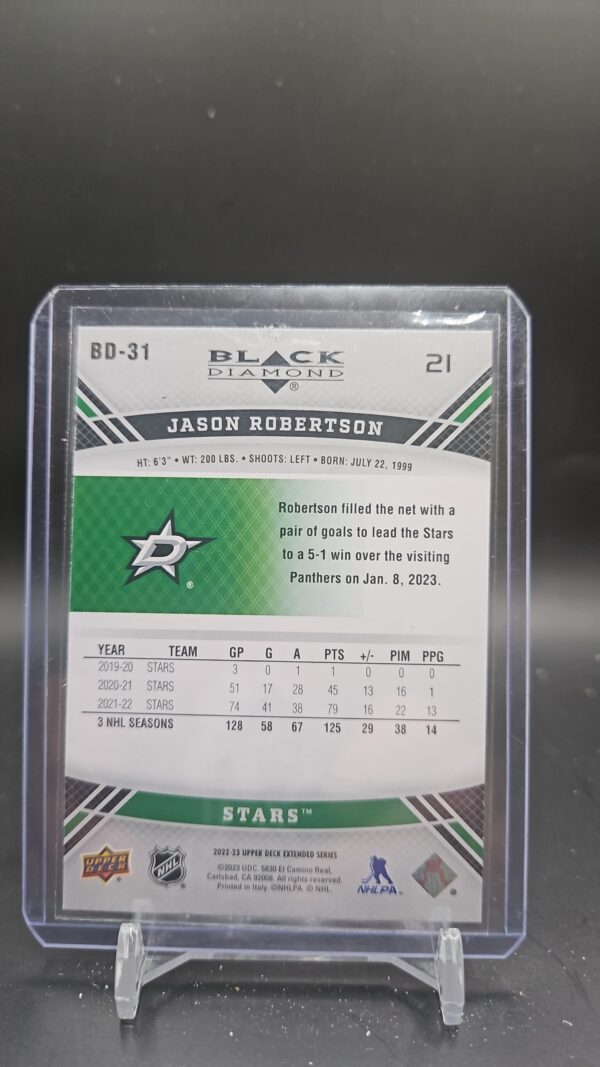 BD-31
BLACK
DIAMOND
®
21
JASON ROBERTSON
HT: 6'3" • WT: 200 LBS. • SHOOTS: LEFT • BORN: JULY 22, 1999
Robertson filled the net with a
pair of goals to lead the Stars
to a 5-1 win over the visiting
Panthers on Jan. 8, 2023.
D
®
YEAR TEAM GP G A PTS +/- PIM PPG
2019-20 STARS 3 0 1 1 0 0 0
2020-21 STARS 51 17 28 45 13 16 1
2021-22 STARS 74 41 38 79 16 22 13
3 NHL SEASONS 128 58 67 125 29 38 14
STARS™
2022-23 UPPER DECK EXTENDED SERIES
©2023 UDC. 5830 El Camino Real,
Carlsbad, CA 92008. All rights reserved.
Printed in Italy. ©NHLPA. © NHL.
UPPER
DECK
NHL
NHLPA
®